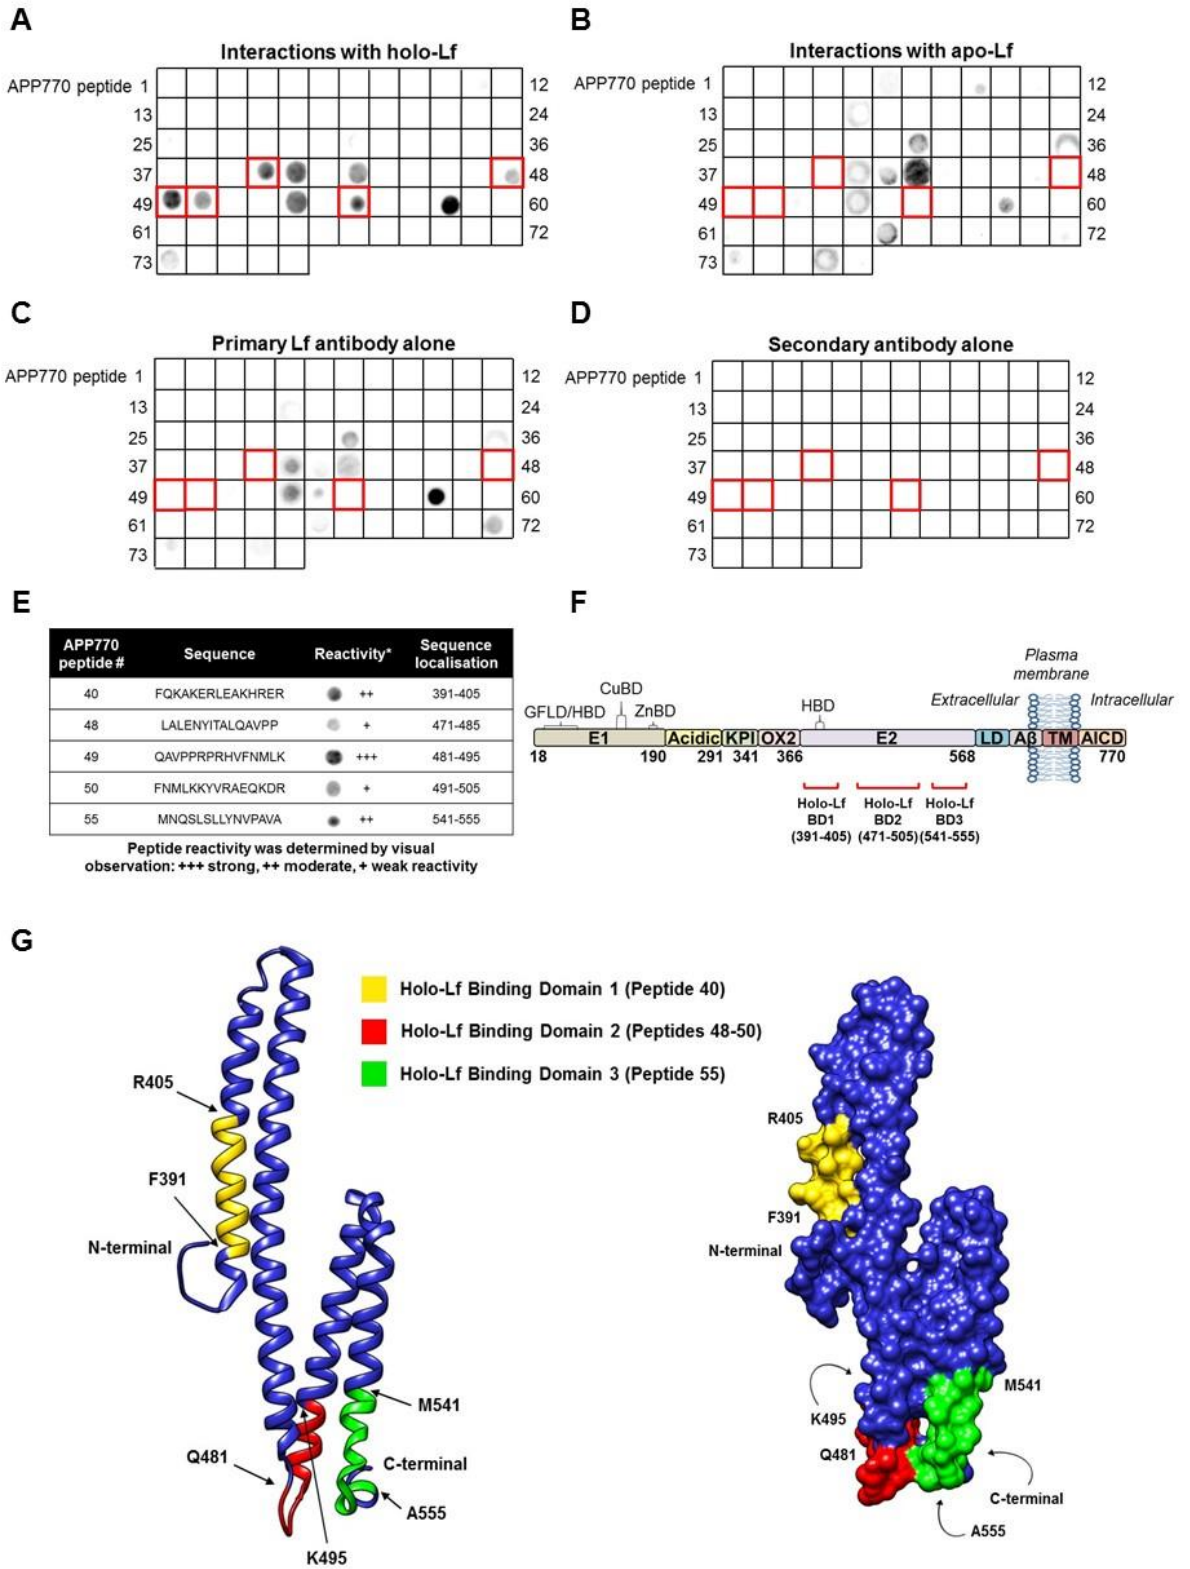 A
Interactions with holo-Lf
APP770 peptide 1
12
13
24
25
36
37
48
49
60
61
72
73
B
Interactions with apo-Lf
APP770 peptide 1
12
13
24
25
36
37
48
49
60
61
72
73
C
Primary Lf antibody alone
APP770 peptide 1
12
13
24
25
36
37
48
49
60
61
72
73
D
Secondary antibody alone
APP770 peptide 1
12
13
24
25
36
37
48
49
60
61
72
73
E
APP770 peptide # Sequence Reactivity* Sequence localisation
40 FQKAKERLEAKHRER ++ 391-405
48 LALENYITALQAVPP + 471-485
49 QAVPPRPRHVFNMLK +++ 481-495
50 FNMLKKYVRAEQKDR + 491-505
55 MNQSLSLLYNVPAVA ++ 541-555
Peptide reactivity was determined by visual
observation: +++ strong, ++ moderate, + weak reactivity
F
Plasma
membrane
Extracellular
Intracellular
CuBD
GFLD/HBD
ZnBD
HBD
E1 Acidic KPI OX2 E2 LD Aβ TM AICD
18 190 291 341 366 568 770
Holo-Lf Holo-Lf Holo-Lf
BD1 BD2 BD3
(391-405) (471-505) (541-555)
G
Holo-Lf Binding Domain 1 (Peptide 40)
Holo-Lf Binding Domain 2 (Peptides 48-50)
Holo-Lf Binding Domain 3 (Peptide 55)
R405
F391
N-terminal
M541
Q481
C-terminal
A555
K495
R405
F391
N-terminal
M541
K495
Q481
C-terminal
A555